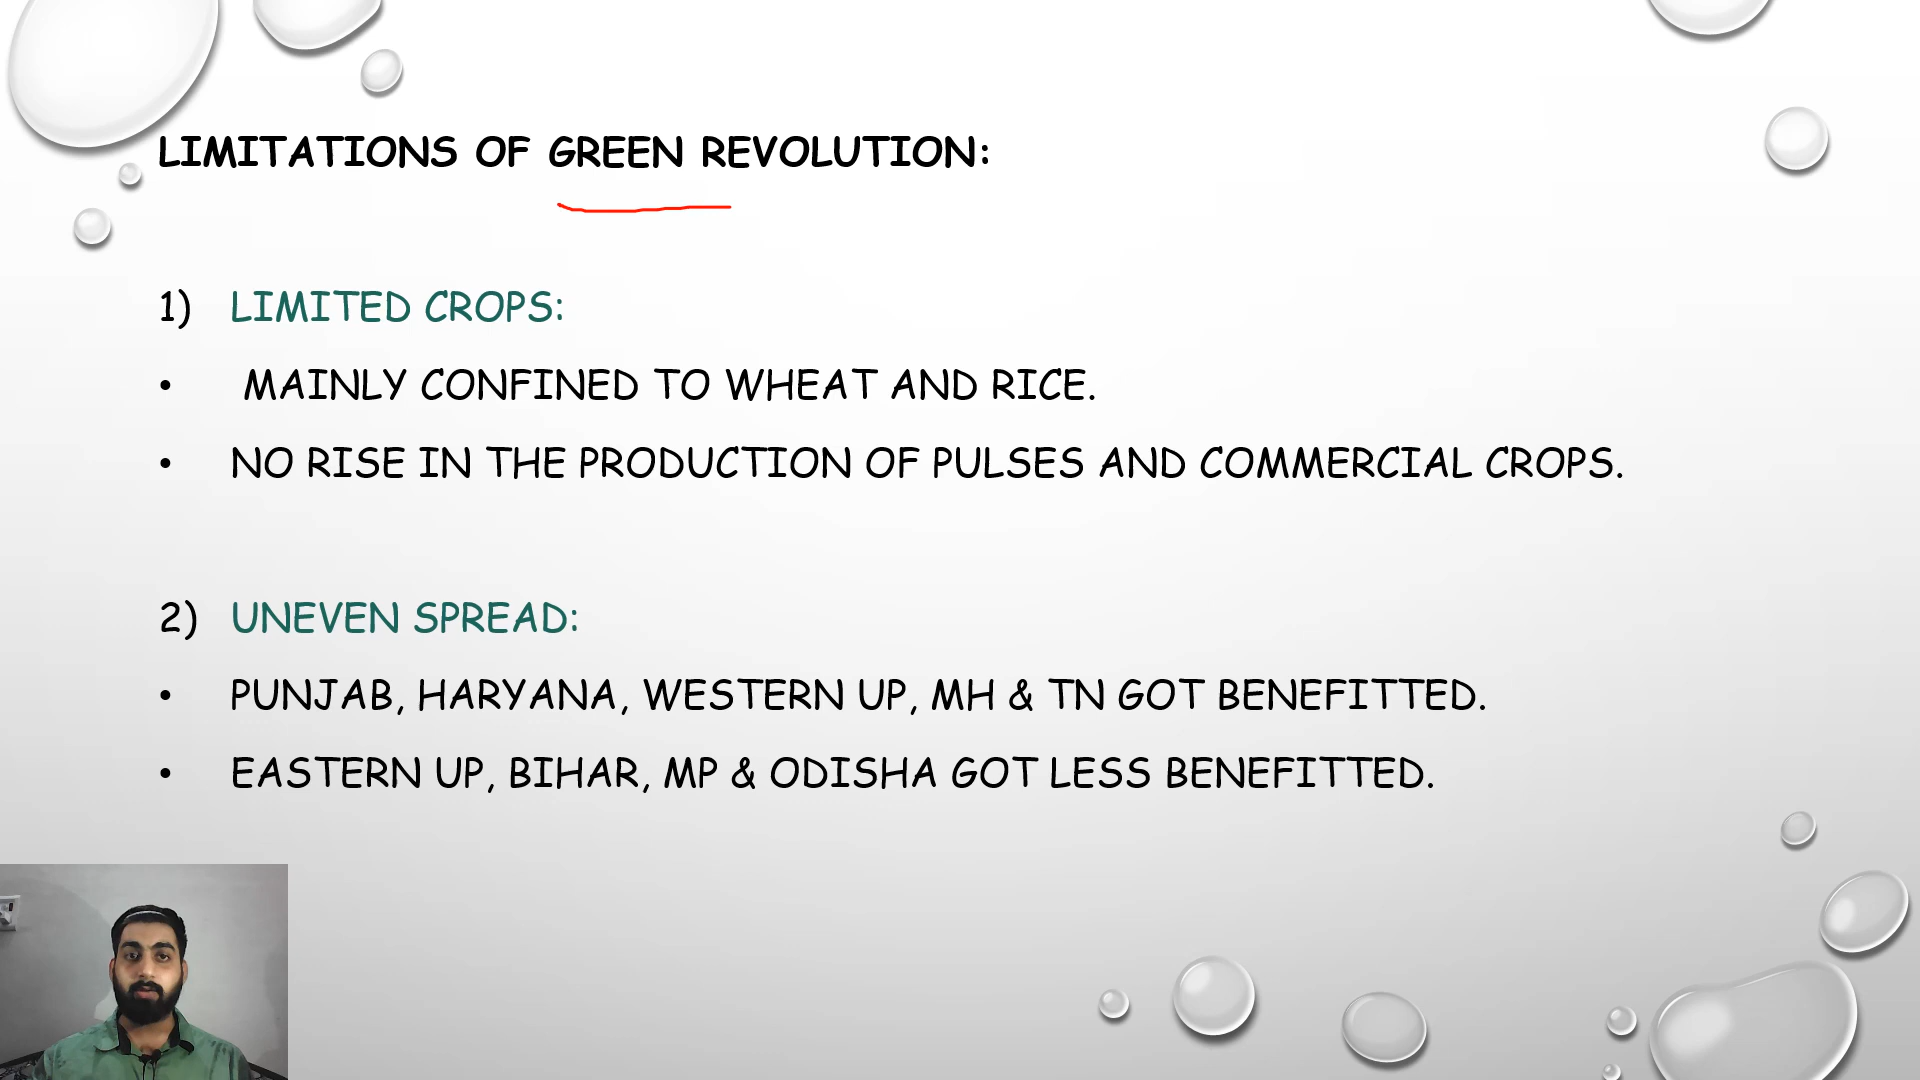 LIMITATIONS OF GREEN REVOLUTION:
1) LIMITED CROPS:
• MAINLY CONFINED TO WHEAT AND RICE.
• NO RISE IN THE PRODUCTION OF PULSES AND COMMERCIAL CROPS.
2) UNEVEN SPREAD:
• PUNJAB, HARYANA, WESTERN UP, MH & TN GOT BENEFITTED.
• EASTERN UP, BIHAR, MP & ODISHA GOT LESS BENEFITTED.